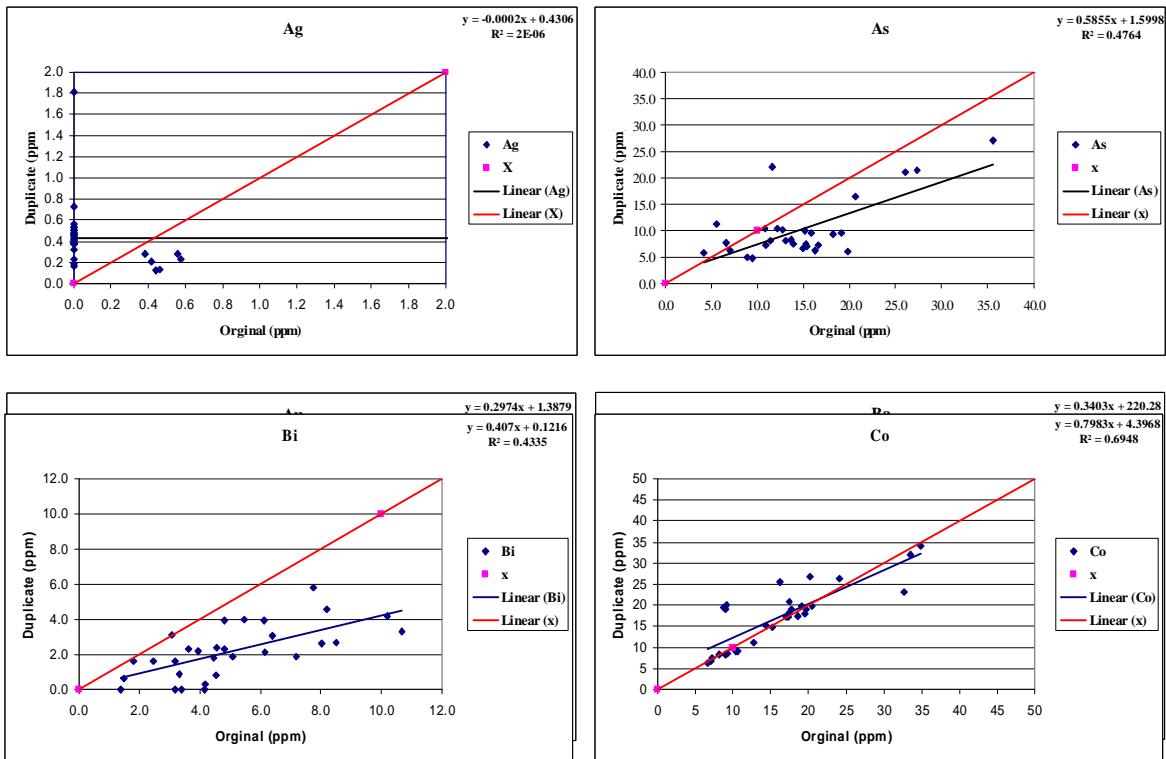 Ag
y = -0.0002x + 0.4306
R² = 2E-06
2.0
1.8
1.6
1.4
1.2
1.0
0.8
0.6
0.4
0.2
0.0
0.0 0.2 0.4 0.6 0.8 1.0 1.2 1.4 1.6 1.8 2.0
Duplicate (ppm
Orginal (ppm)
Ag
X
Linear (Ag)
Linear (X)
As
y = 0.5855x + 1.5998
R² = 0.4764
40.0
35.0
30.0
25.0
20.0
15.0
10.0
5.0
0.0
0.0 5.0 10.0 15.0 20.0 25.0 30.0 35.0 40.0
Duplicate (ppm
Orginal (ppm)
As
x
Linear (As)
Linear (x)
y = 0.2974x + 1.3879
Bi
y = 0.407x + 0.1216
R² = 0.4335
12.0
10.0
8.0
6.0
4.0
2.0
0.0
0.0 2.0 4.0 6.0 8.0 10.0 12.0
Duplicate (ppm)
Orginal (ppm)
Bi
x
Linear (Bi)
Linear (x)
y = 0.3403x + 220.28
Co
y = 0.7983x + 4.3968
R² = 0.6948
50
45
40
35
30
25
20
15
10
5
0
0 5 10 15 20 25 30 35 40 45 50
Duplicate (ppm)
Orginal (ppm)
Co
x
Linear (Co)
Linear (x)